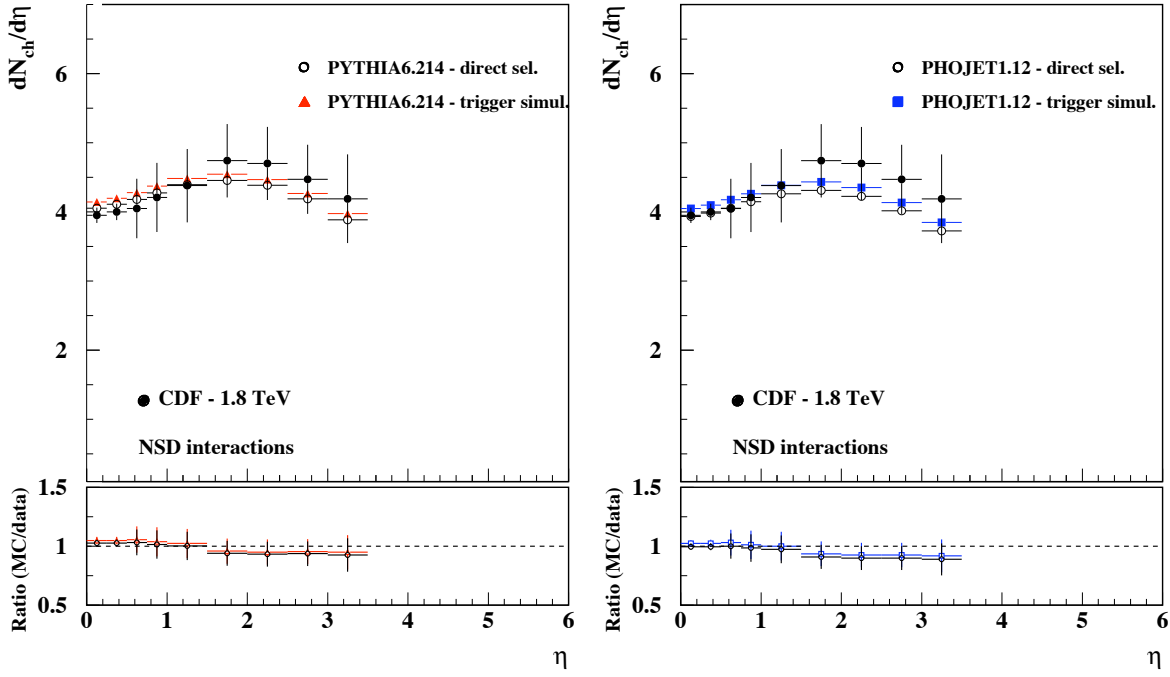 dN_ch/dη
6
4
2
PYTHIA6.214 - direct sel.
PYTHIA6.214 - trigger simul.
CDF - 1.8 TeV
NSD interactions
Ratio (MC/data)
1.5
1
0.5
0 1 2 3 4 5 6
η
dN_ch/dη
6
4
2
PHOJET1.12 - direct sel.
PHOJET1.12 - trigger simul.
CDF - 1.8 TeV
NSD interactions
Ratio (MC/data)
1.5
1
0.5
0 1 2 3 4 5 6
η